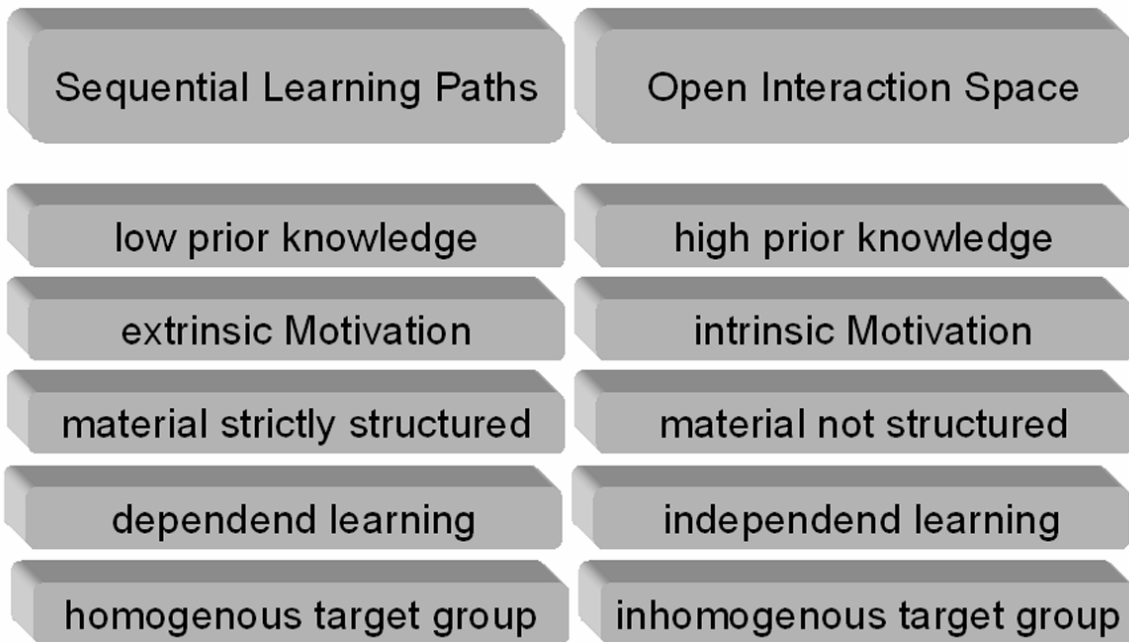 Sequential Learning Paths
Open Interaction Space
low prior knowledge
high prior knowledge
extrinsic Motivation
intrinsic Motivation
material strictly structured
material not structured
dependend learning
independend learning
homogenous target group
inhomogenous target group